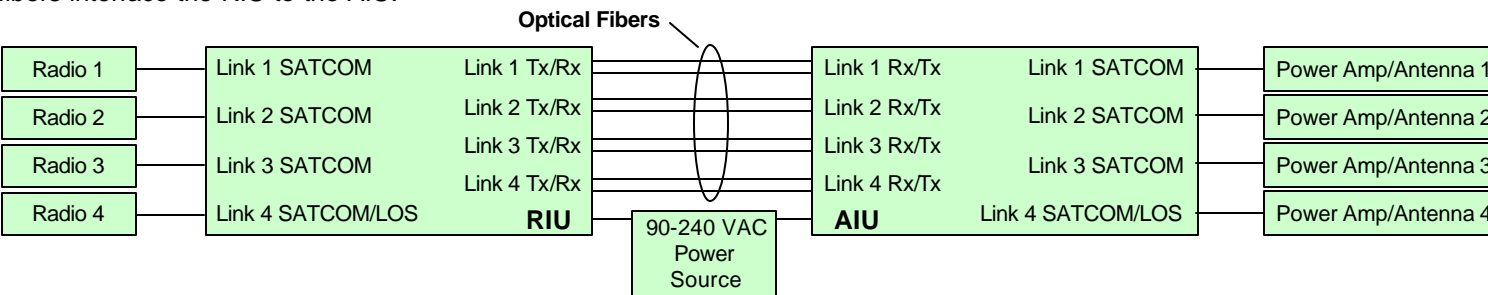 fibers interface the RIU to the AIU.
Optical Fibers
Radio 1
Radio 2
Radio 3
Radio 4
Link 1 SATCOM
Link 2 SATCOM
Link 3 SATCOM
Link 4 SATCOM/LOS
Link 1 Tx/Rx
Link 2 Tx/Rx
Link 3 Tx/Rx
Link 4 Tx/Rx
RIU
90-240 VAC
Power
Source
Link 1 Rx/Tx
Link 2 Rx/Tx
Link 3 Rx/Tx
Link 4 Rx/Tx
AIU
Link 1 SATCOM
Link 2 SATCOM
Link 3 SATCOM
Link 4 SATCOM/LOS
Power Amp/Antenna 1
Power Amp/Antenna 2
Power Amp/Antenna 3
Power Amp/Antenna 4